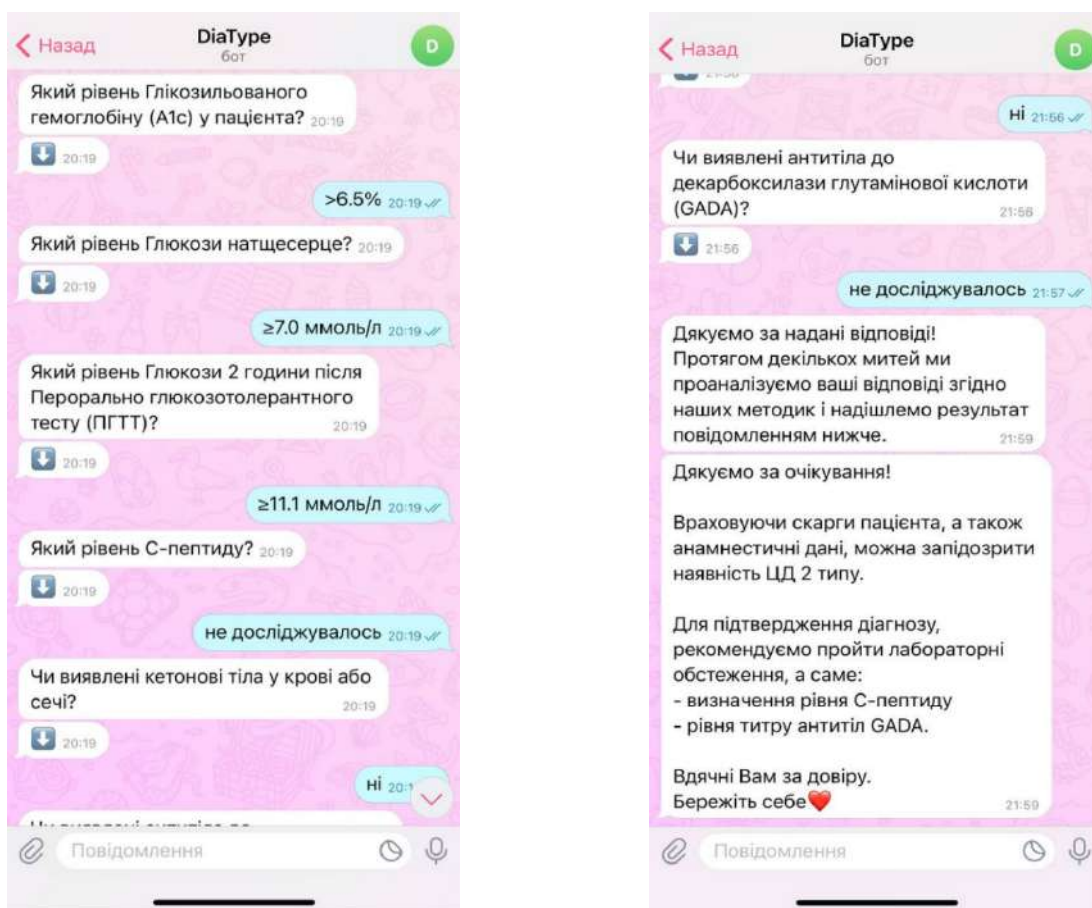 Назад
DiaType
бот
D
Який рівень Глікозильованого
гемоглобіну (A1c) у пацієнта? 20:19
20:19
>6.5% 20:19
Який рівень Глюкози натщесерце? 20:19
20:19
≥7.0 ммоль/л 20:19
Який рівень Глюкози 2 години після
Перорально глюкозотолерантного
тесту (ПГТТ)? 20:19
20:19
≥11.1 ммоль/л 20:19
Який рівень С-пептиду? 20:19
20:19
не досліджувалось 20:19
Чи виявлені кетонові тіла у крові або
сечі? 20:19
20:19
ні
Повідомлення
Назад
DiaType
бот
D
ні 21:56
Чи виявлені антитіла до
декарбоксилази глутамінової кислоти
(GADA)? 21:56
21:56
не досліджувалось 21:57
Дякуємо за надані відповіді!
Протягом декількох митей ми
проаналізуємо ваші відповіді згідно
наших методик і надішлемо результат
повідомленням нижче. 21:59
Дякуємо за очікування!
Враховуючи скарги пацієнта, а також
анамнестичні дані, можна запідозрити
наявність ЦД 2 типу.
Для підтвердження діагнозу,
рекомендуємо пройти лабораторні
обстеження, а саме:
- визначення рівня С-пептиду
- рівня титру антитіл GADA.
Вдячні Вам за довіру.
Бережіть себе❤️ 21:59
Повідомлення